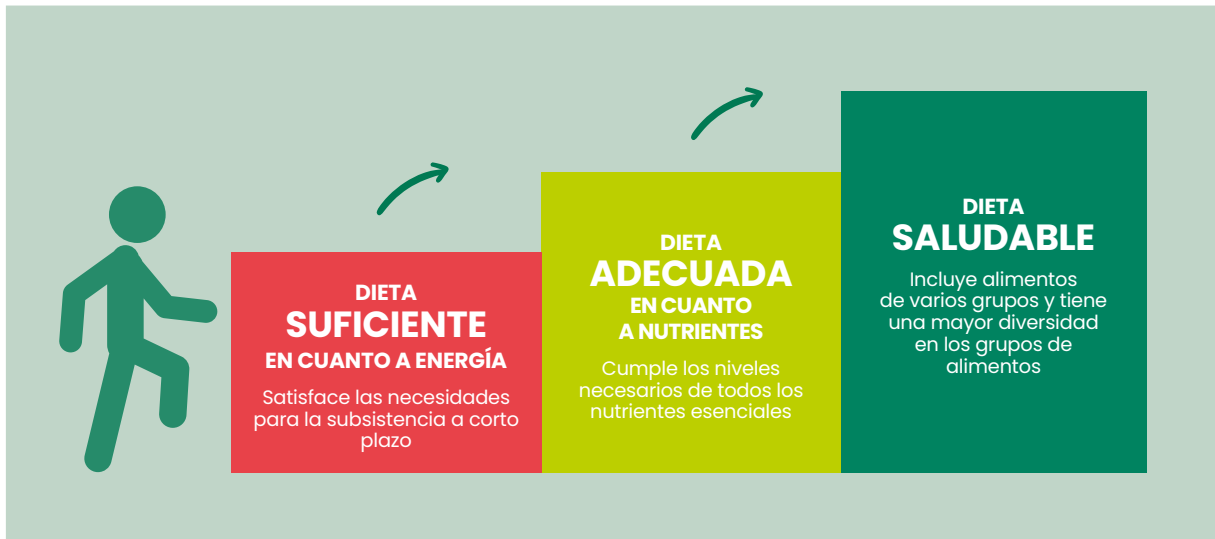 DIETA
SUFICIENTE
EN CUANTO A ENERGÍA
Satisface las necesidades
para la subsistencia a corto
plazo
DIETA
ADECUADA
EN CUANTO
A NUTRIENTES
Cumple los niveles
necesarios de todos los
nutrientes esenciales
DIETA
SALUDABLE
Incluye alimentos
de varios grupos y tiene
una mayor diversidad
en los grupos de
alimentos